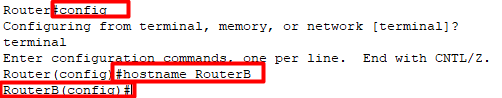 Router#config
Configuring from terminal, memory, or network [terminal]?
terminal
Enter configuration commands, one per line.  End with CNTL/Z.
Router(config)#hostname RouterB
RouterB(config)#